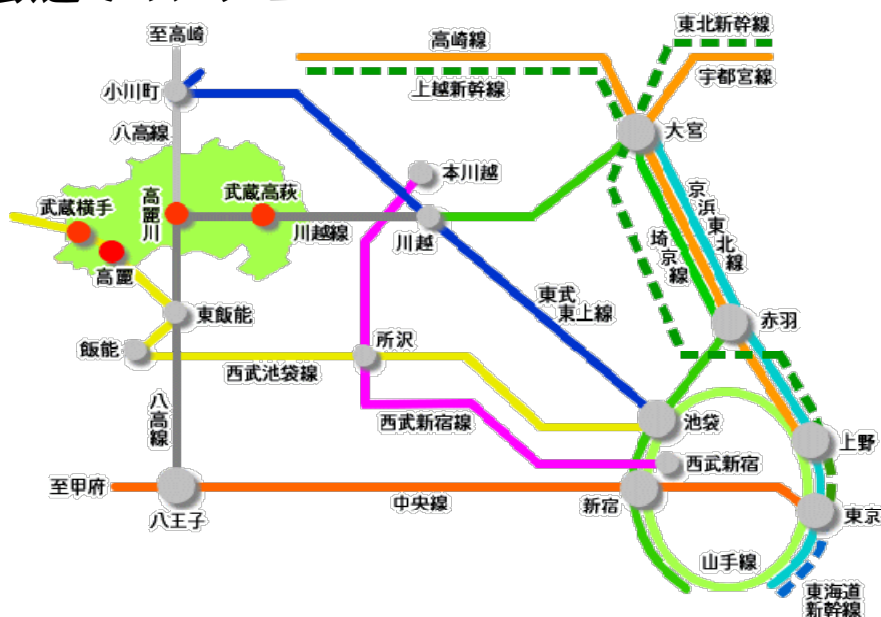 至高崎
高崎線
東北新幹線
宇都宮線
上越新幹線
小川町
大宮
八高線
本川越
京浜東北線
武蔵横手
高麗川
武蔵高萩
川越線
川越
埼京線
高麗
東武
東上線
赤羽
東飯能
飯能
所沢
西武池袋線
八高線
西武新宿線
池袋
上野
西武新宿
至甲府
中央線
新宿
東京
八王子
山手線
東海道
新幹線